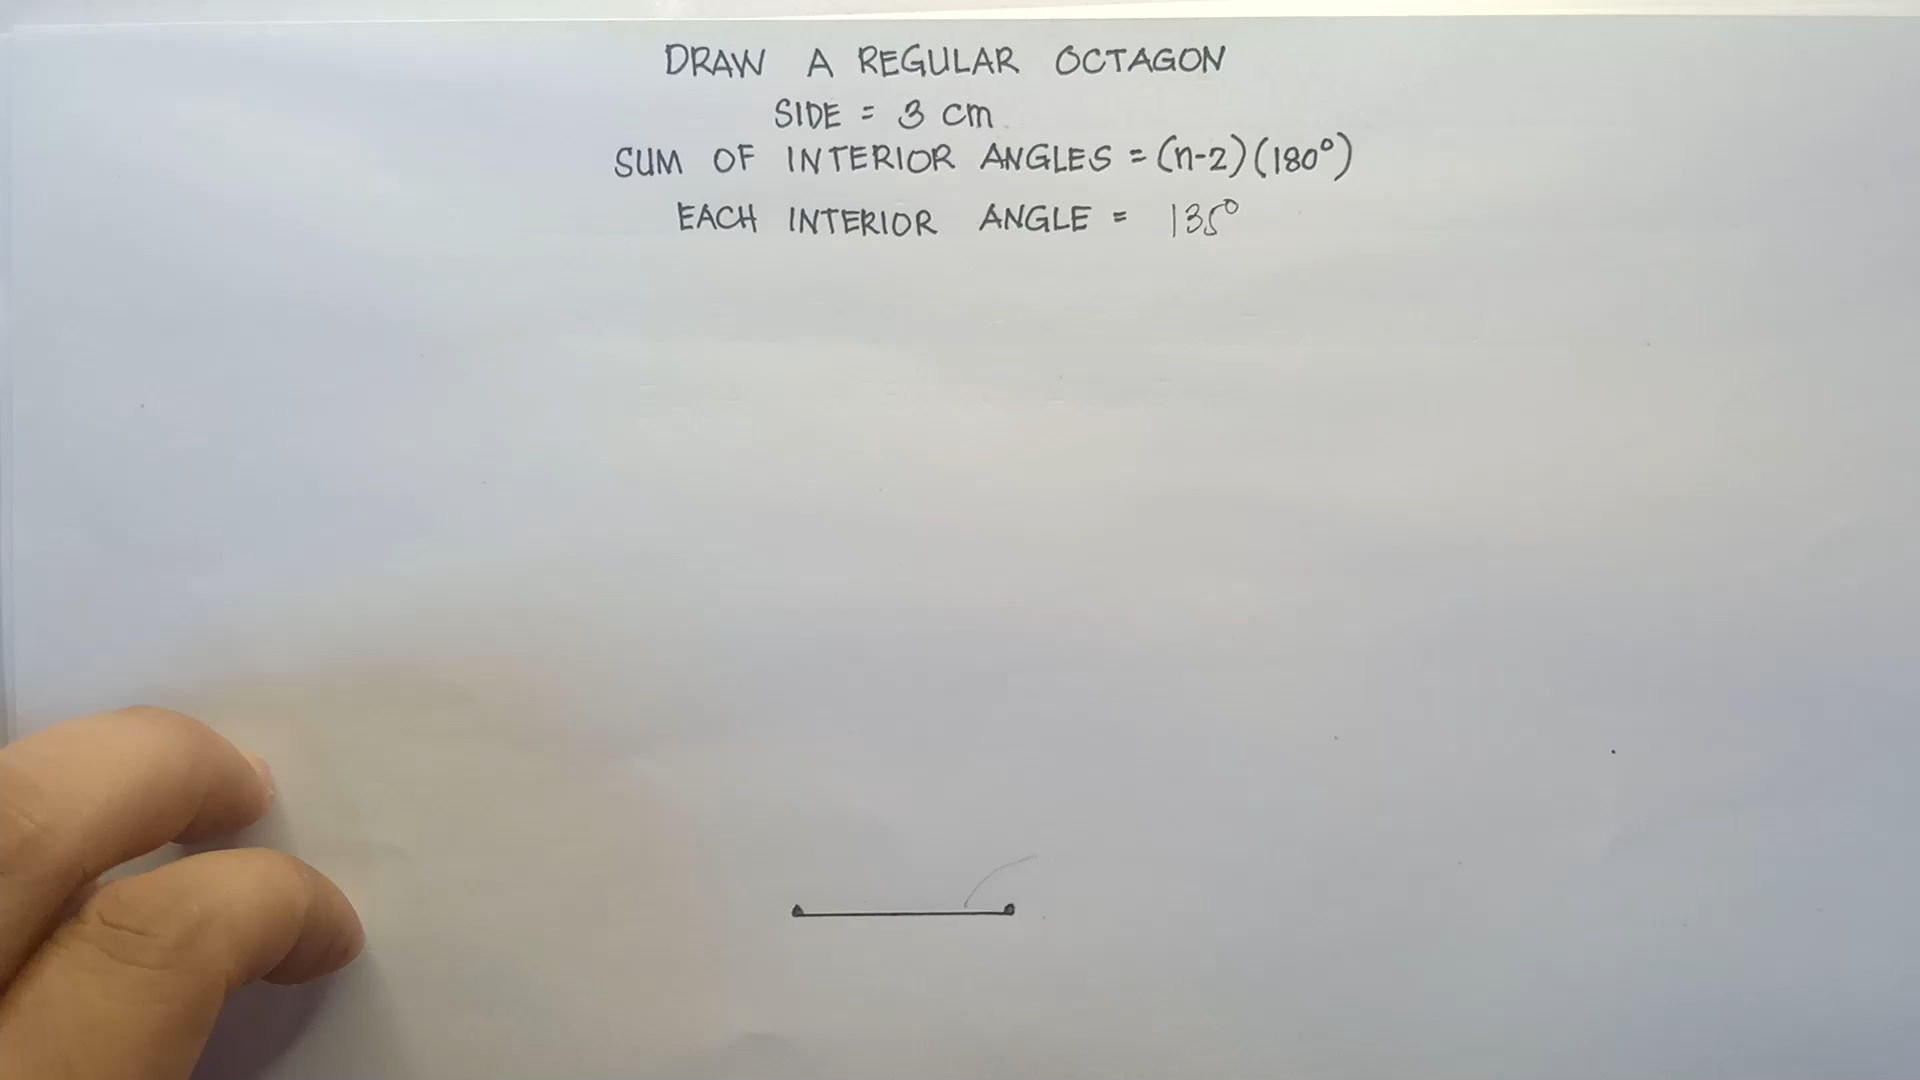 DRAW A REGULAR OCTAGON
SIDE = 3 cm
SUM OF INTERIOR ANGLES = (n-2)(180°)
EACH INTERIOR ANGLE = 135°